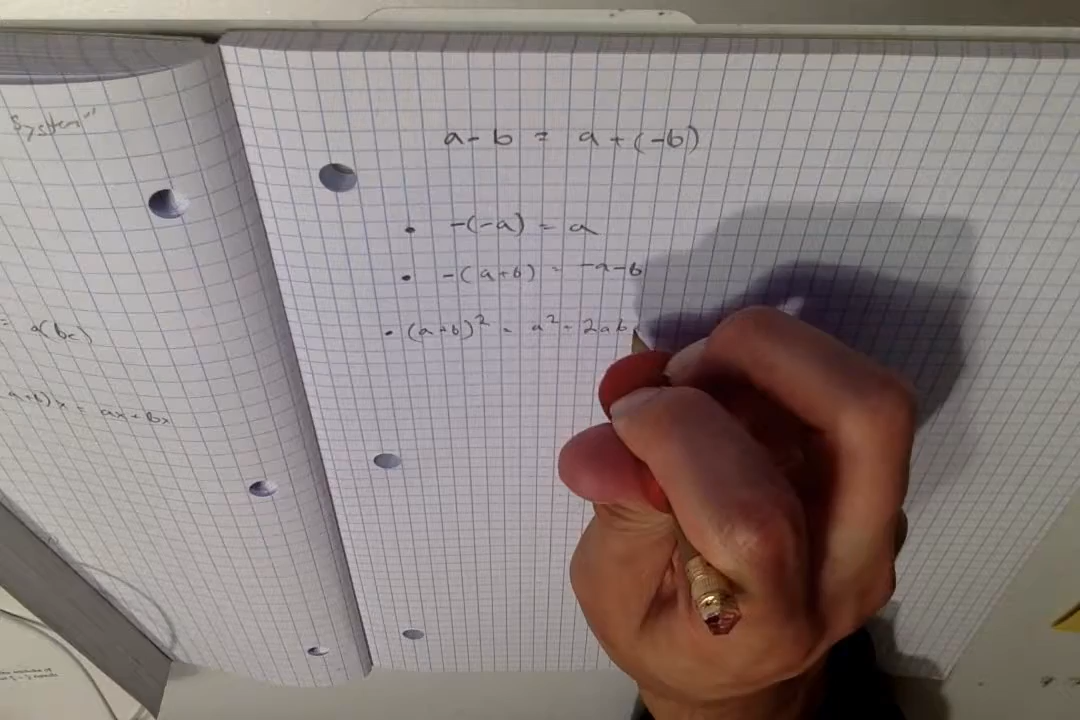 System"
= a(bc)
a+b)x = ax+bx
a-b = a+(-b)
• -(-a) = a
• -(a+b) = -a-b
• (a+b)² = a²+2ab